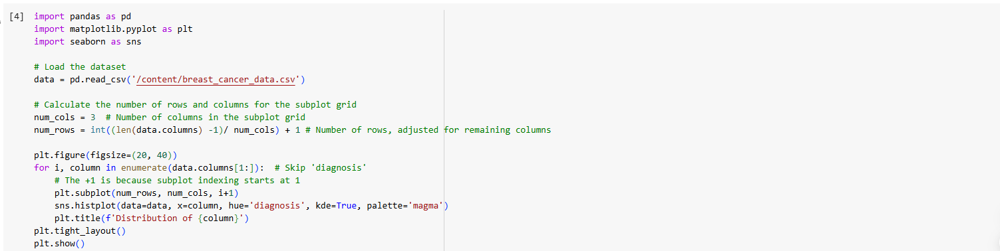 [4] import pandas as pd
import matplotlib.pyplot as plt
import seaborn as sns
# Load the dataset
data = pd.read_csv('/content/breast_cancer_data.csv')
# Calculate the number of rows and columns for the subplot grid
num_cols = 3  # Number of columns in the subplot grid
num_rows = int((len(data.columns) -1)/ num_cols) + 1 # Number of rows, adjusted for remaining columns
plt.figure(figsize=(20, 40))
for i, column in enumerate(data.columns[1:]):  # Skip 'diagnosis'
    # The +1 is because subplot indexing starts at 1
    plt.subplot(num_rows, num_cols, i+1)
    sns.histplot(data=data, x=column, hue='diagnosis', kde=True, palette='magma')
    plt.title(f'Distribution of {column}')
plt.tight_layout()
plt.show()